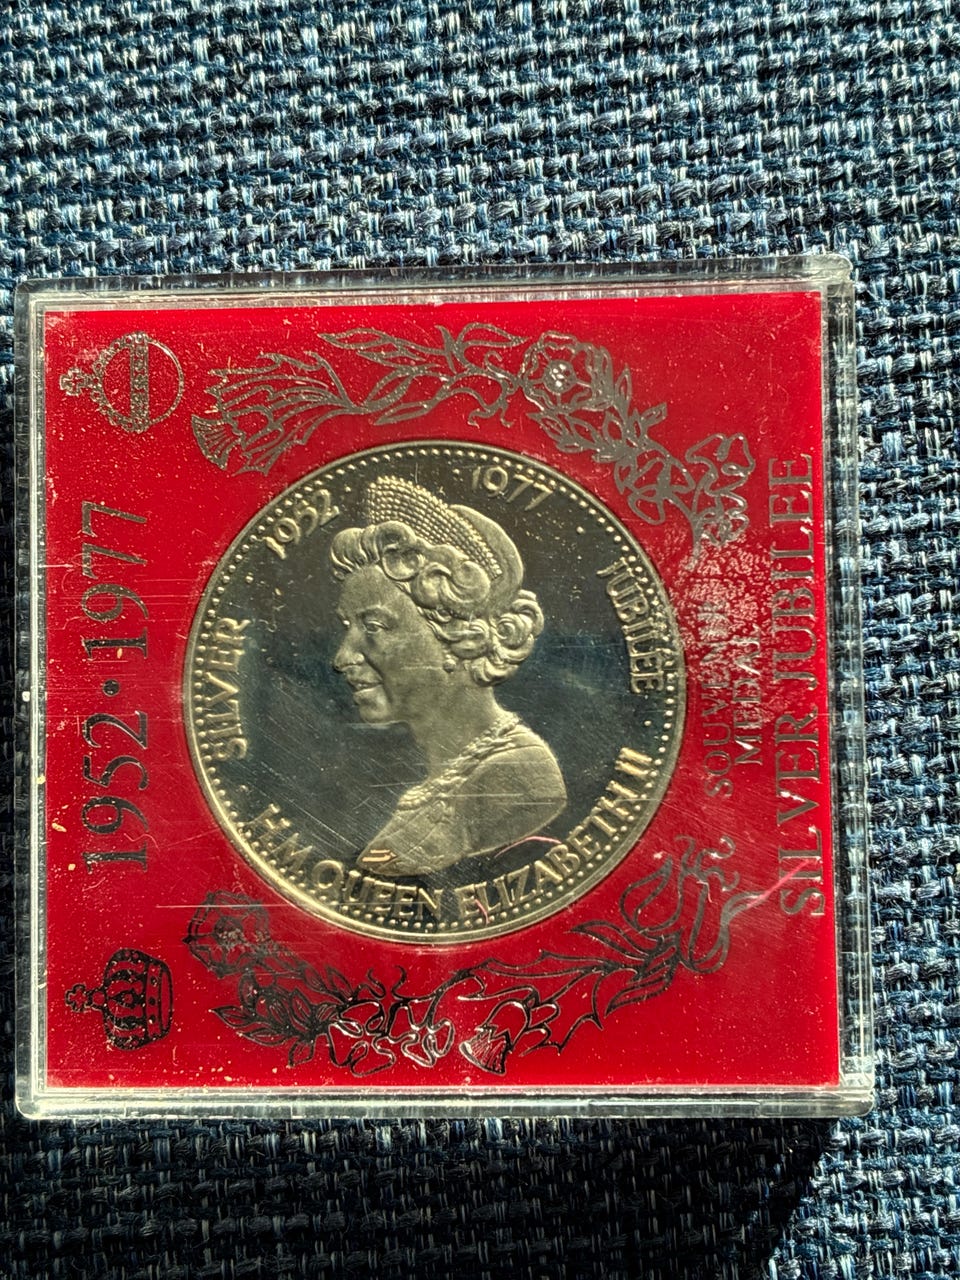 1952·1977
SILVER
1952 · 1977
JUBILEE
H.M. QUEEN ELIZABETH II
SOUVENIR
MEDAL
SILVER JUBILEE